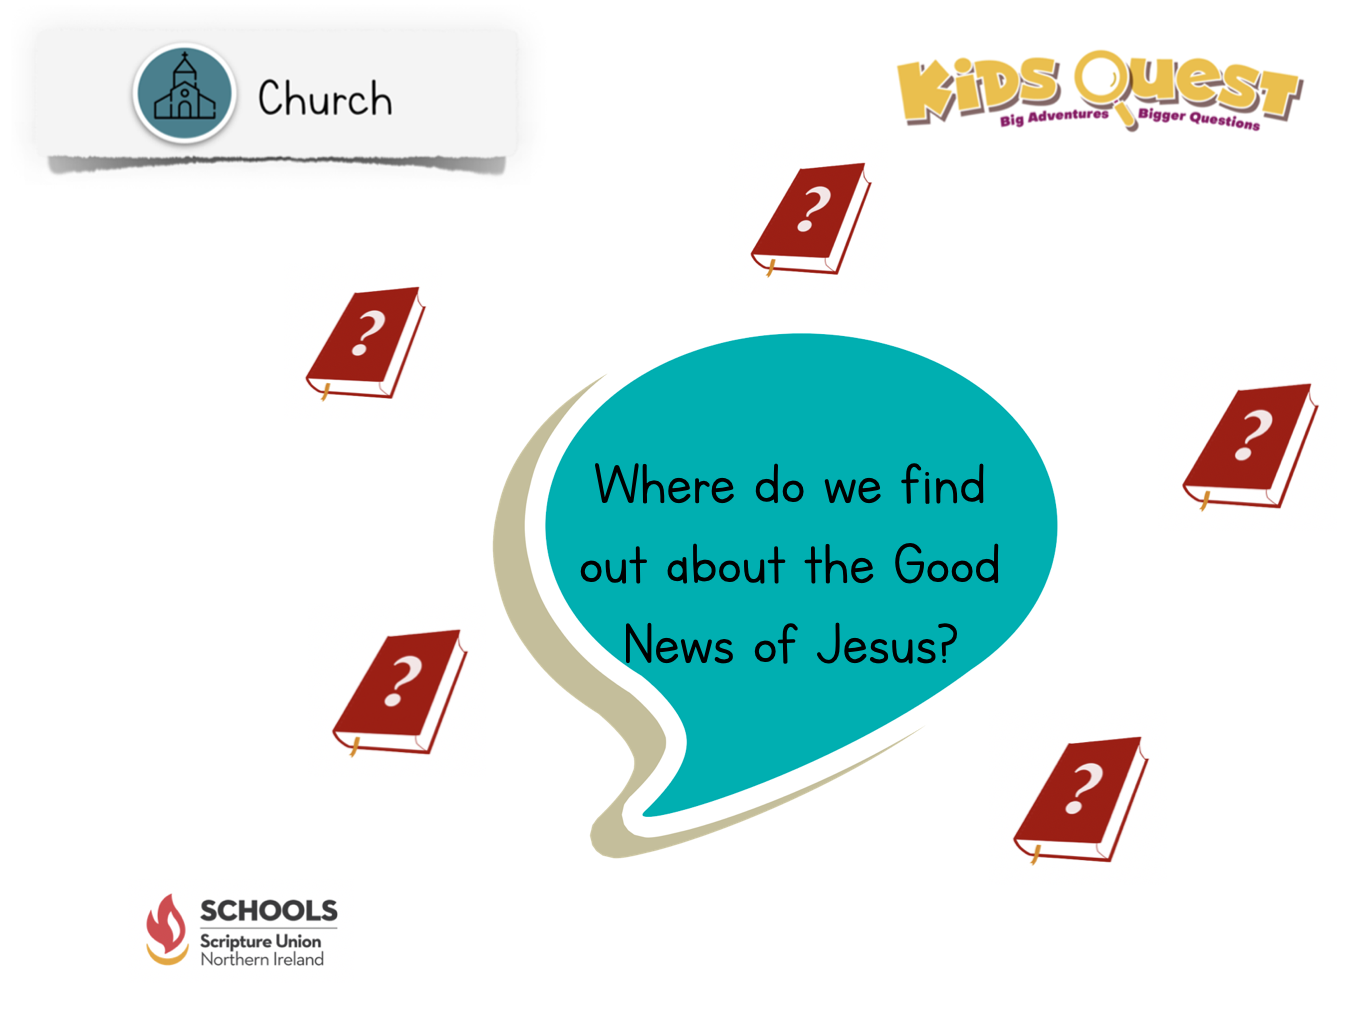 Church
KiDS QUEST
Big Adventures Bigger Questions
?
?
?
Where do we find
out about the Good
News of Jesus?
?
?
SCHOOLS
Scripture Union
Northern Ireland